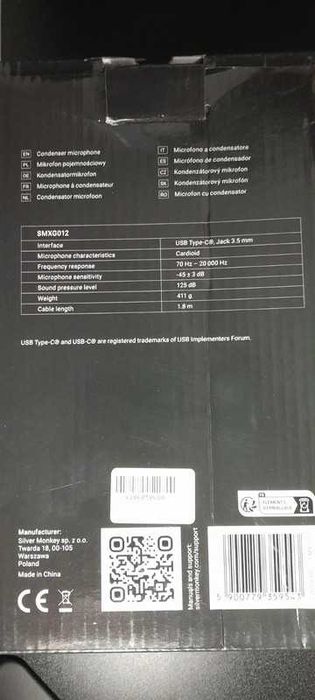 EN Condenser microphone
PL Mikrofon pojemnościowy
DE Kondensatormikrofon
FR Microphone à condensateur
NL Condensator microfoon
IT Microfono a condensatore
ES Micrófono de condensador
CZ Kondenzátorový mikrofon
SK Kondenzátorový mikrofón
RO Microfon cu condensator
SMXG012
Interface USB Type-C®, Jack 3.5 mm
Microphone characteristics Cardioid
Frequency response 70 Hz – 20 000 Hz
Microphone sensitivity -45 ± 3 dB
Sound pressure level 125 dB
Weight 411 g
Cable length 1.8 m
USB Type-C® and USB-C® are registered trademarks of USB Implementers Forum.
FR
Manufacturer:
Silver Monkey sp. z o.o.
Twarda 18, 00-105
Warszawa
Poland
Made in China
CE
Manuals and support:
silvermonkey.com/support
5 900779 359543